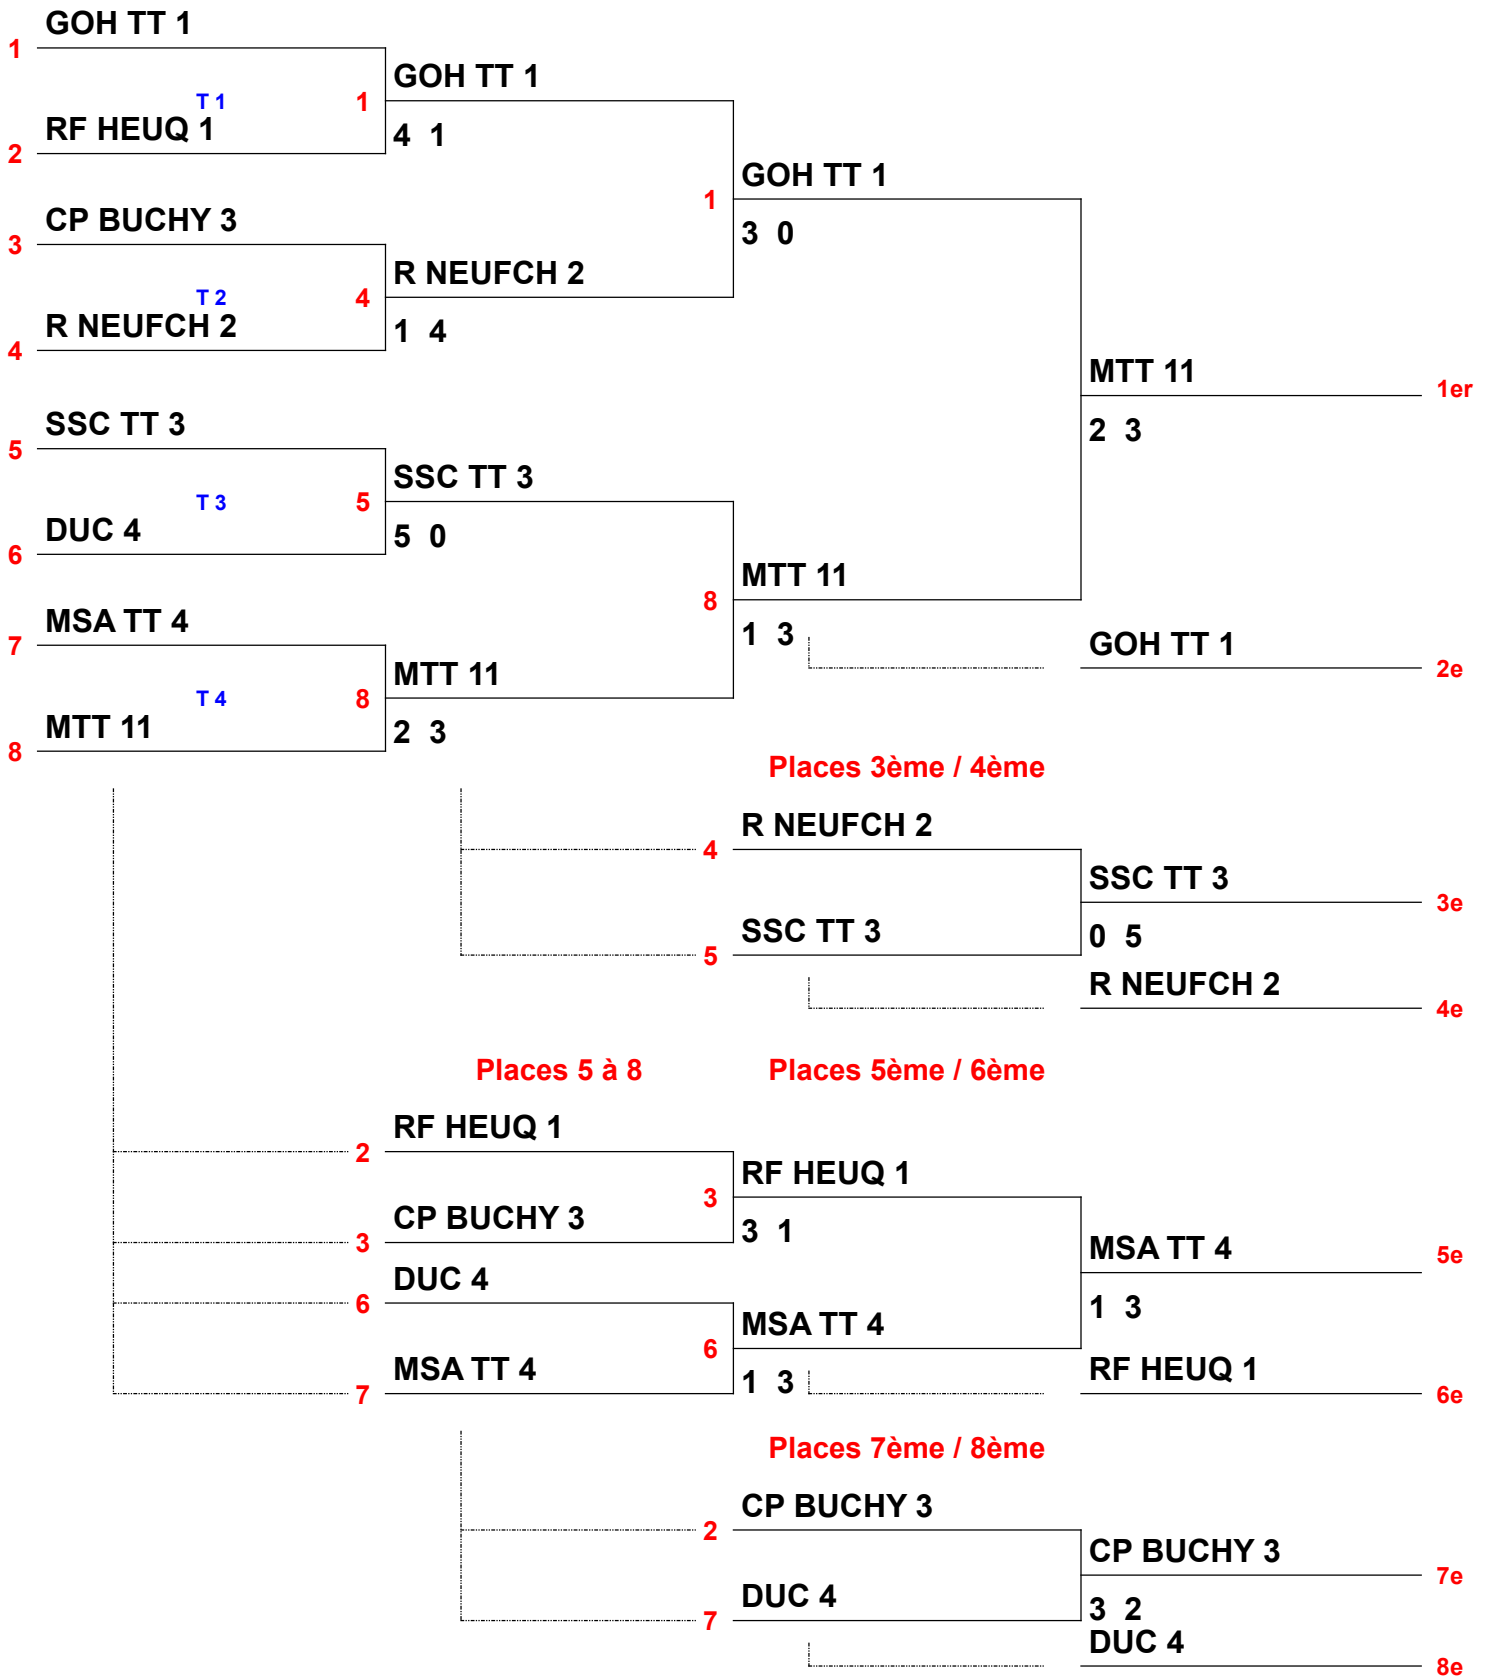 GOH TT 1
1
GOH TT 1
T 1
1
RF HEUQ 1
4 1
2
GOH TT 1
1
CP BUCHY 3
3 0
3
R NEUFCH 2
T 2
4
R NEUFCH 2
1 4
4
MTT 11
1er
SSC TT 3
2 3
5
SSC TT 3
T 3
5
DUC 4
5 0
6
MTT 11
8
MSA TT 4
1 3
7
GOH TT 1
2e
MTT 11
T 4
8
MTT 11
2 3
8
Places 3ème / 4ème
R NEUFCH 2
4
SSC TT 3
3e
SSC TT 3
0 5
5
R NEUFCH 2
4e
Places 5 à 8
Places 5ème / 6ème
RF HEUQ 1
2
RF HEUQ 1
3
CP BUCHY 3
3 1
3
MSA TT 4
5e
DUC 4
6
1 3
MSA TT 4
6
MSA TT 4
1 3
7
RF HEUQ 1
6e
Places 7ème / 8ème
CP BUCHY 3
2
CP BUCHY 3
7e
DUC 4
3 2
7
DUC 4
8e